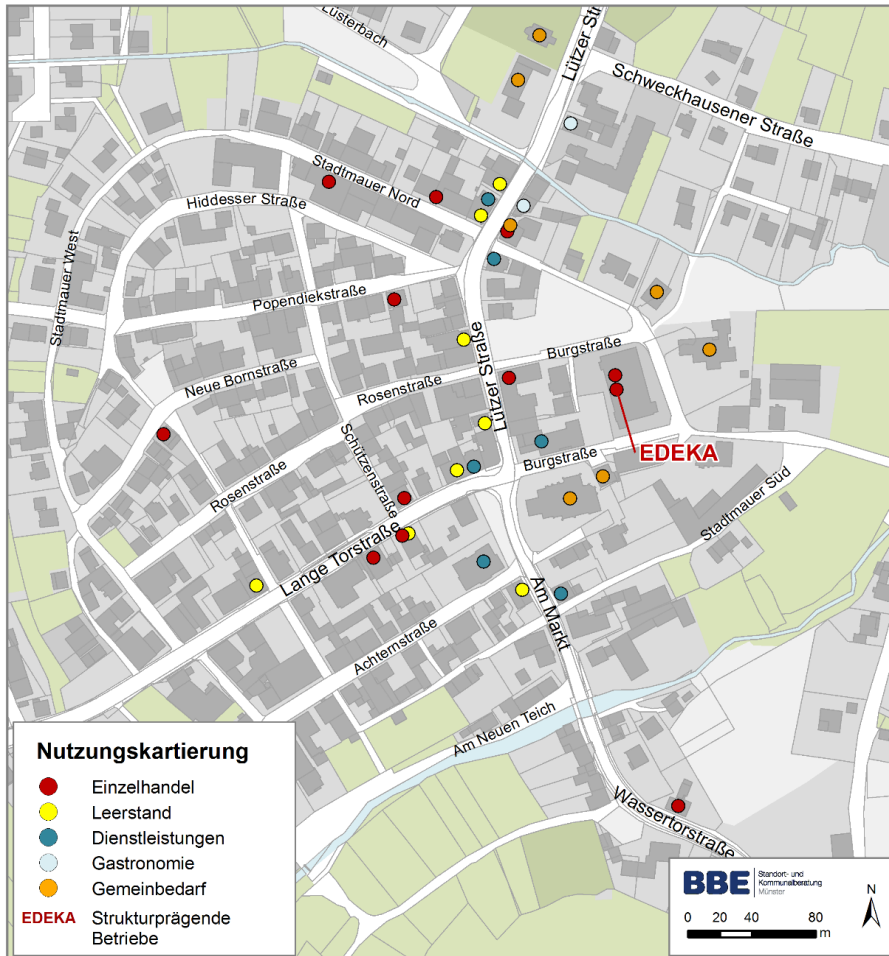 Lüsterbach
Lützer Str
Schweckhausener Straße
Stadtmauer Nord
Hiddesser Straße
Stadtmauer West
Popendiekstraße
Lützer Straße
Burgstraße
Neue Bornstraße
Rosenstraße
EDEKA
Schützenstraße
Burgstraße
Rosenstraße
Stadtmauer Süd
Lange Torstraße
Am Markt
Achternstraße
Am Neuen Teich
Wassertorstraße
Nutzungskartierung
Einzelhandel
Leerstand
Dienstleistungen
Gastronomie
Gemeinbedarf
EDEKA Strukturprägende
Betriebe
BBE Standort- und
Kommunalberatung
Münster
N
0 20 40 80
m